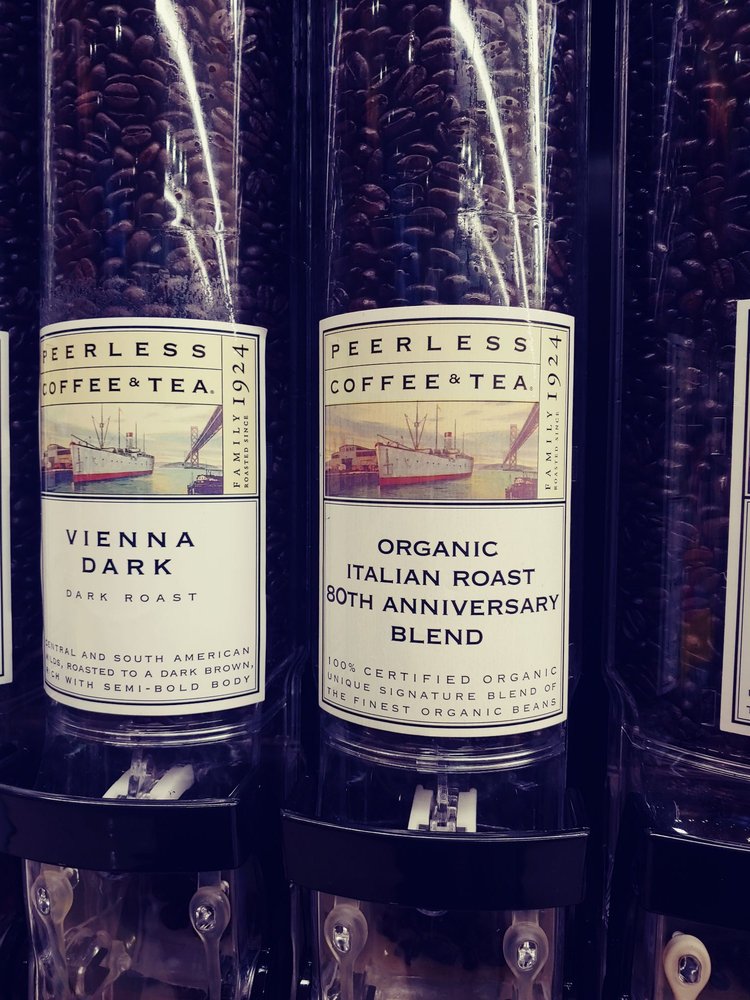 PEERLESS
COFFEE & TEA®
FAMILY 1924
ROASTED SINCE
VIENNA
DARK
DARK ROAST
CENTRAL AND SOUTH AMERICAN
ROASTED TO A DARK BROWN,
WITH SEMI-BOLD BODY
PEERLESS
COFFEE & TEA®
FAMILY 1924
ROASTED SINCE
ORGANIC
ITALIAN ROAST
80TH ANNIVERSARY
BLEND
100% CERTIFIED ORGANIC
UNIQUE SIGNATURE BLEND OF
THE FINEST ORGANIC BEANS